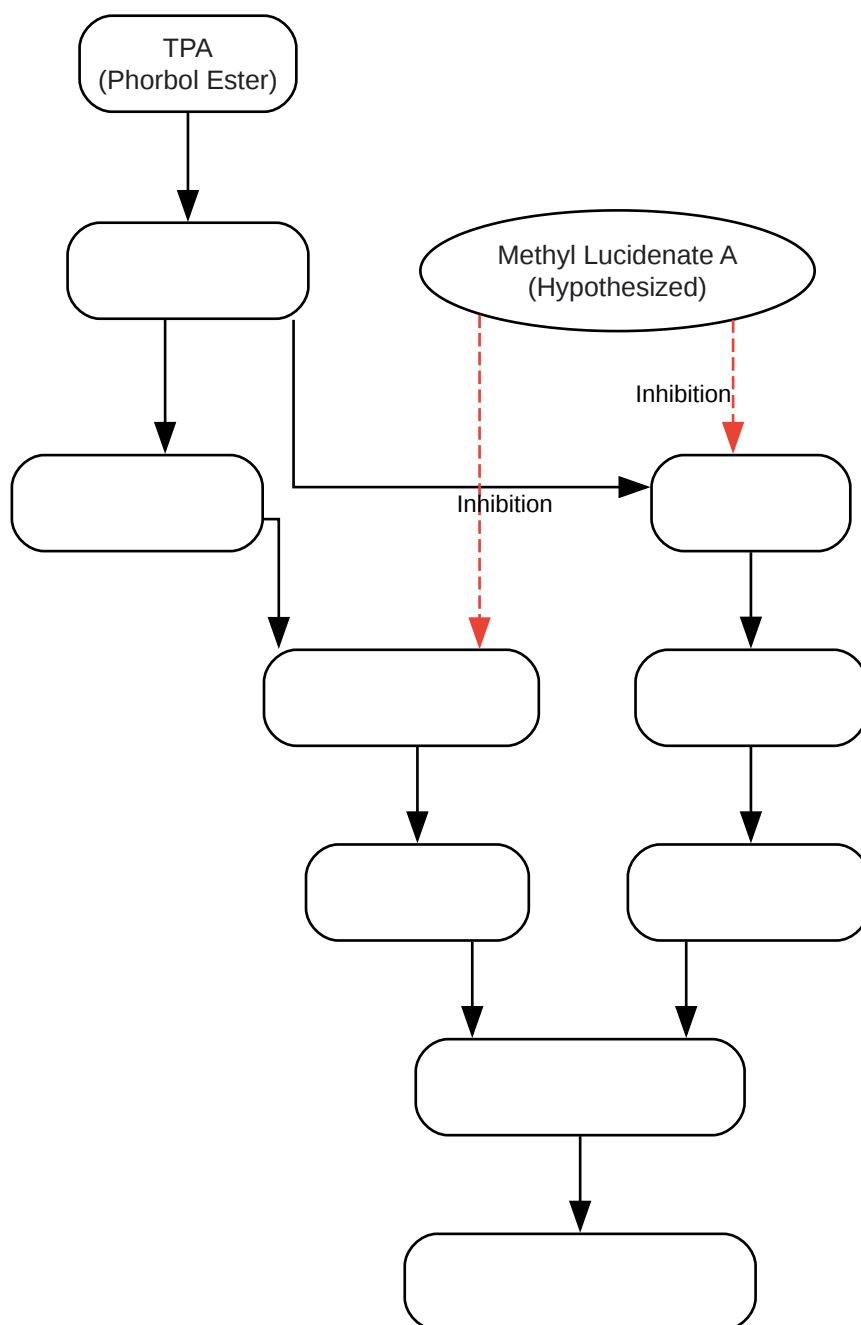 TPA
(Phorbol Ester)
Methyl Lucidenate A
(Hypothesized)
Inhibition
Inhibition